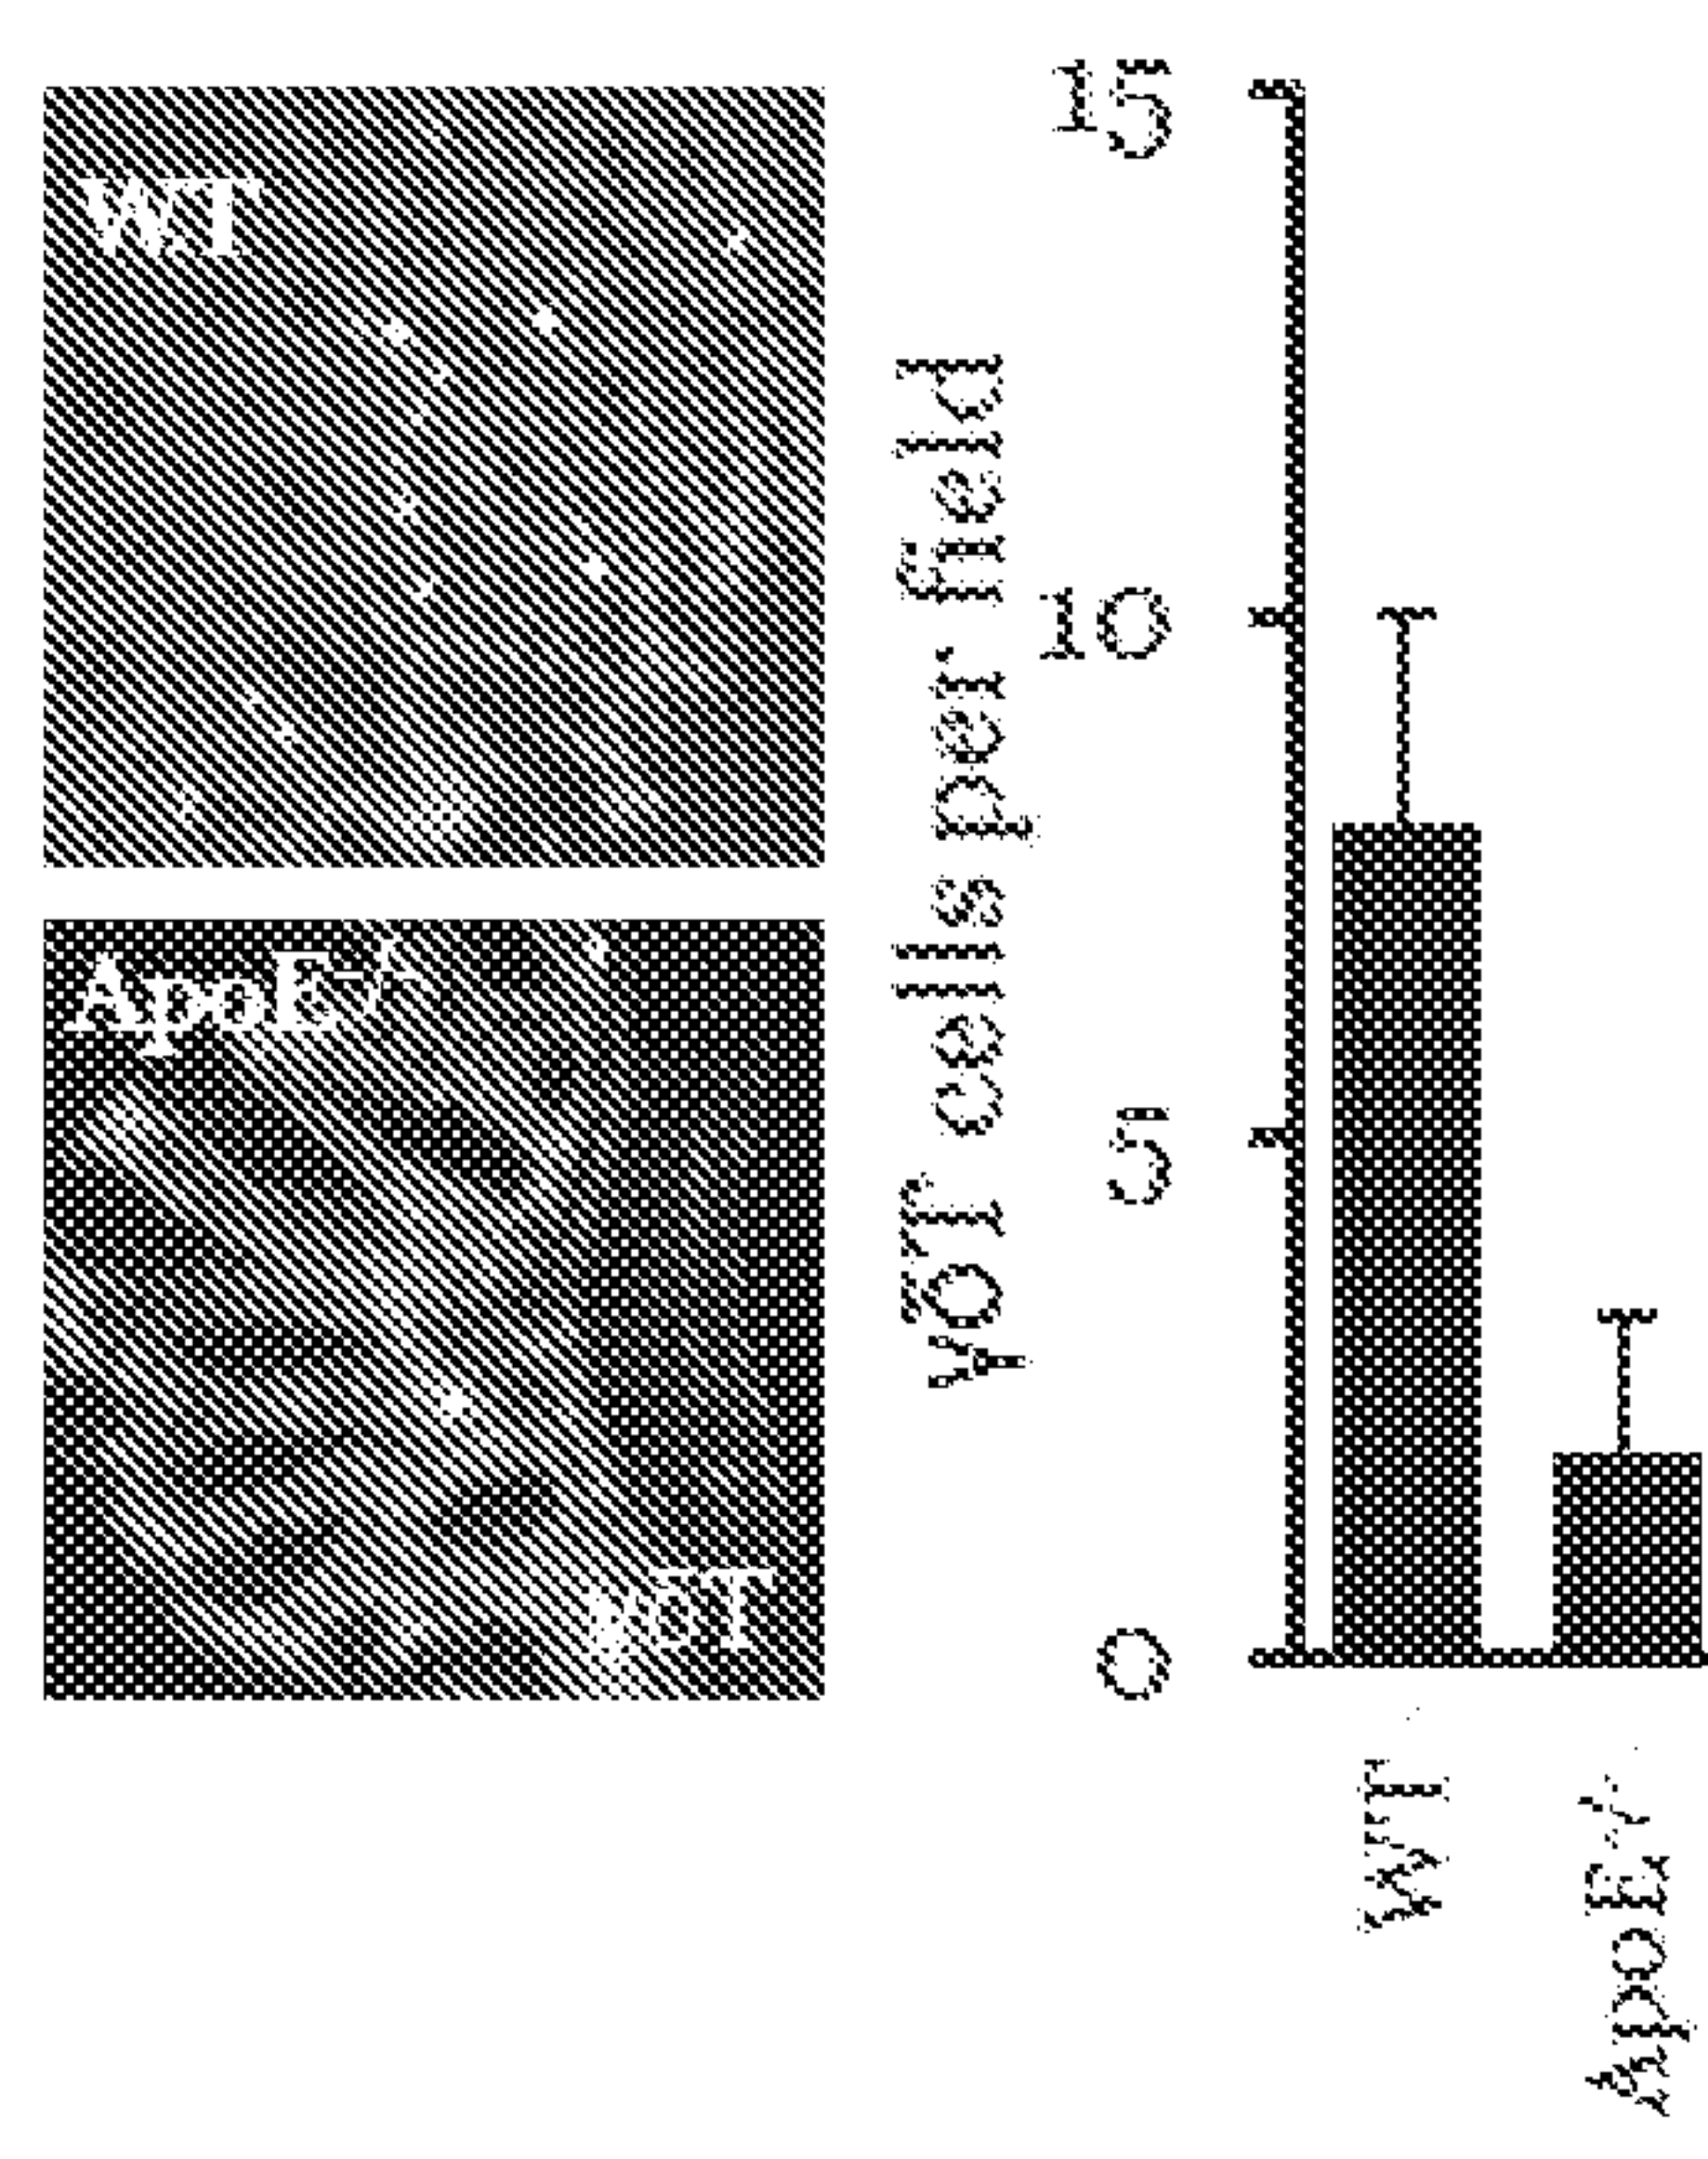 WT
ApoE-/-
γδT
γδT cells per field
15
10
5
0
WT
ApoE-/-